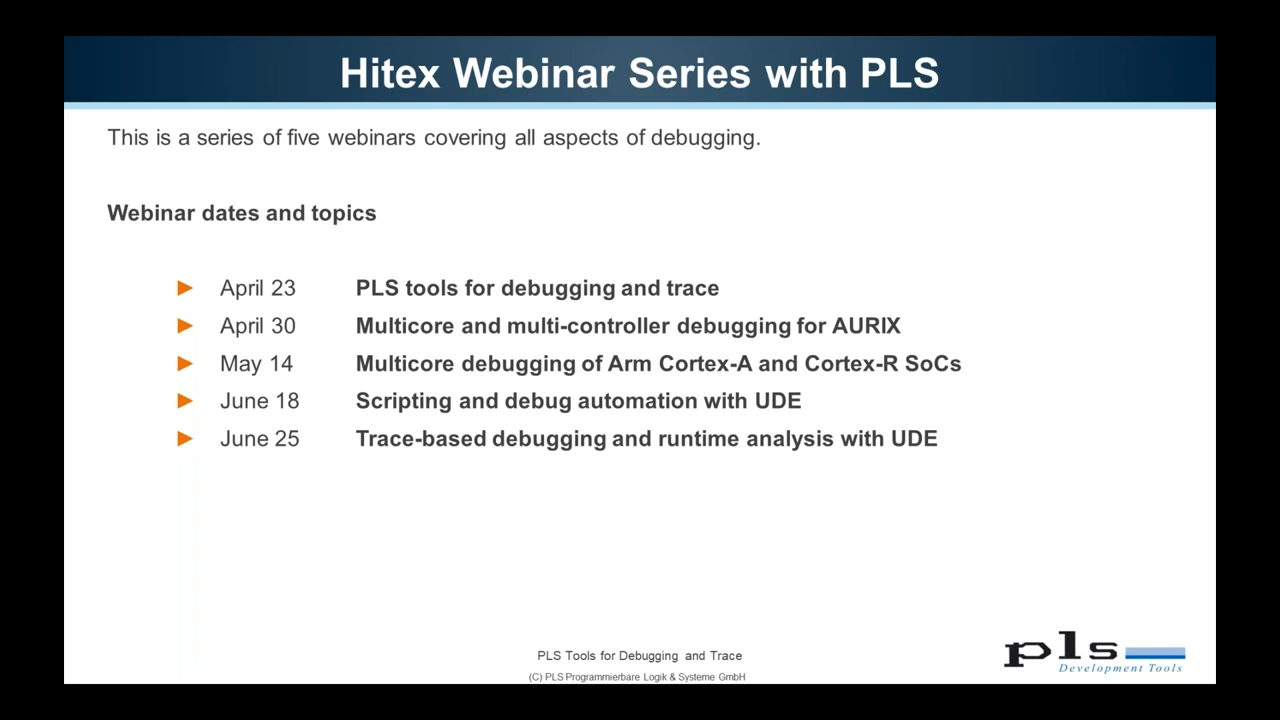 Hitex Webinar Series with PLS
This is a series of five webinars covering all aspects of debugging.
Webinar dates and topics
April 23 PLS tools for debugging and trace
April 30 Multicore and multi-controller debugging for AURIX
May 14 Multicore debugging of Arm Cortex-A and Cortex-R SoCs
June 18 Scripting and debug automation with UDE
June 25 Trace-based debugging and runtime analysis with UDE
PLS Tools for Debugging and Trace
(C) PLS Programmierbare Logik & Systeme GmbH
pls
Development Tools